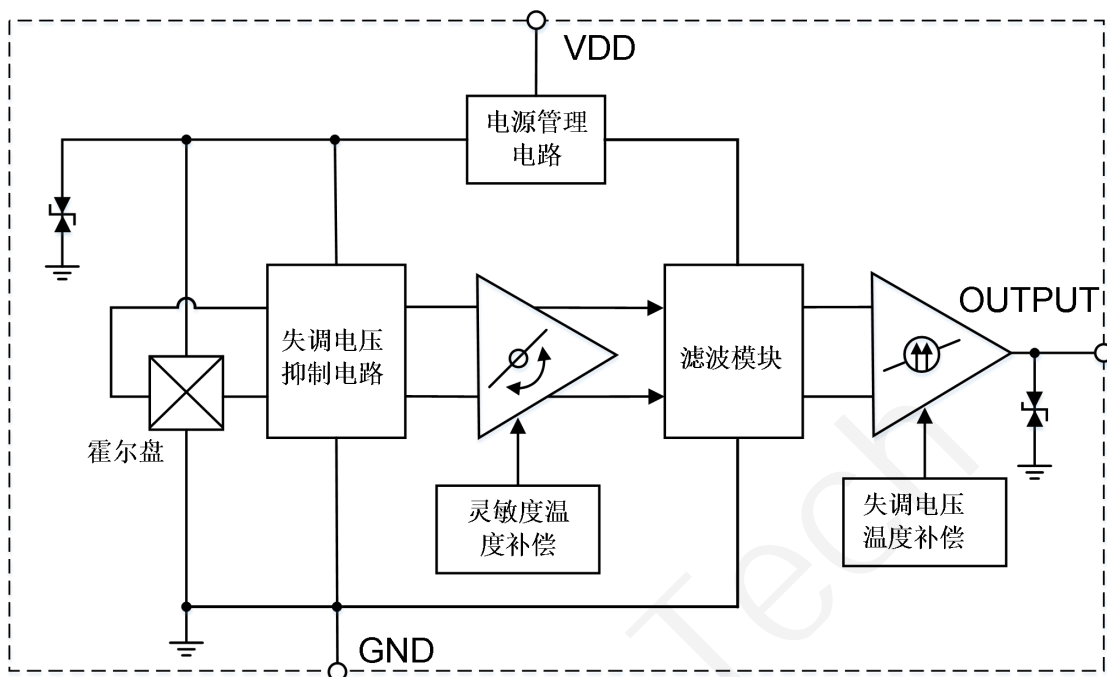 VDD
电源管理
电路
OUTPUT
失调电压
抑制电路
滤波模块
霍尔盘
灵敏度温
度补偿
失调电压
温度补偿
GND
Tech